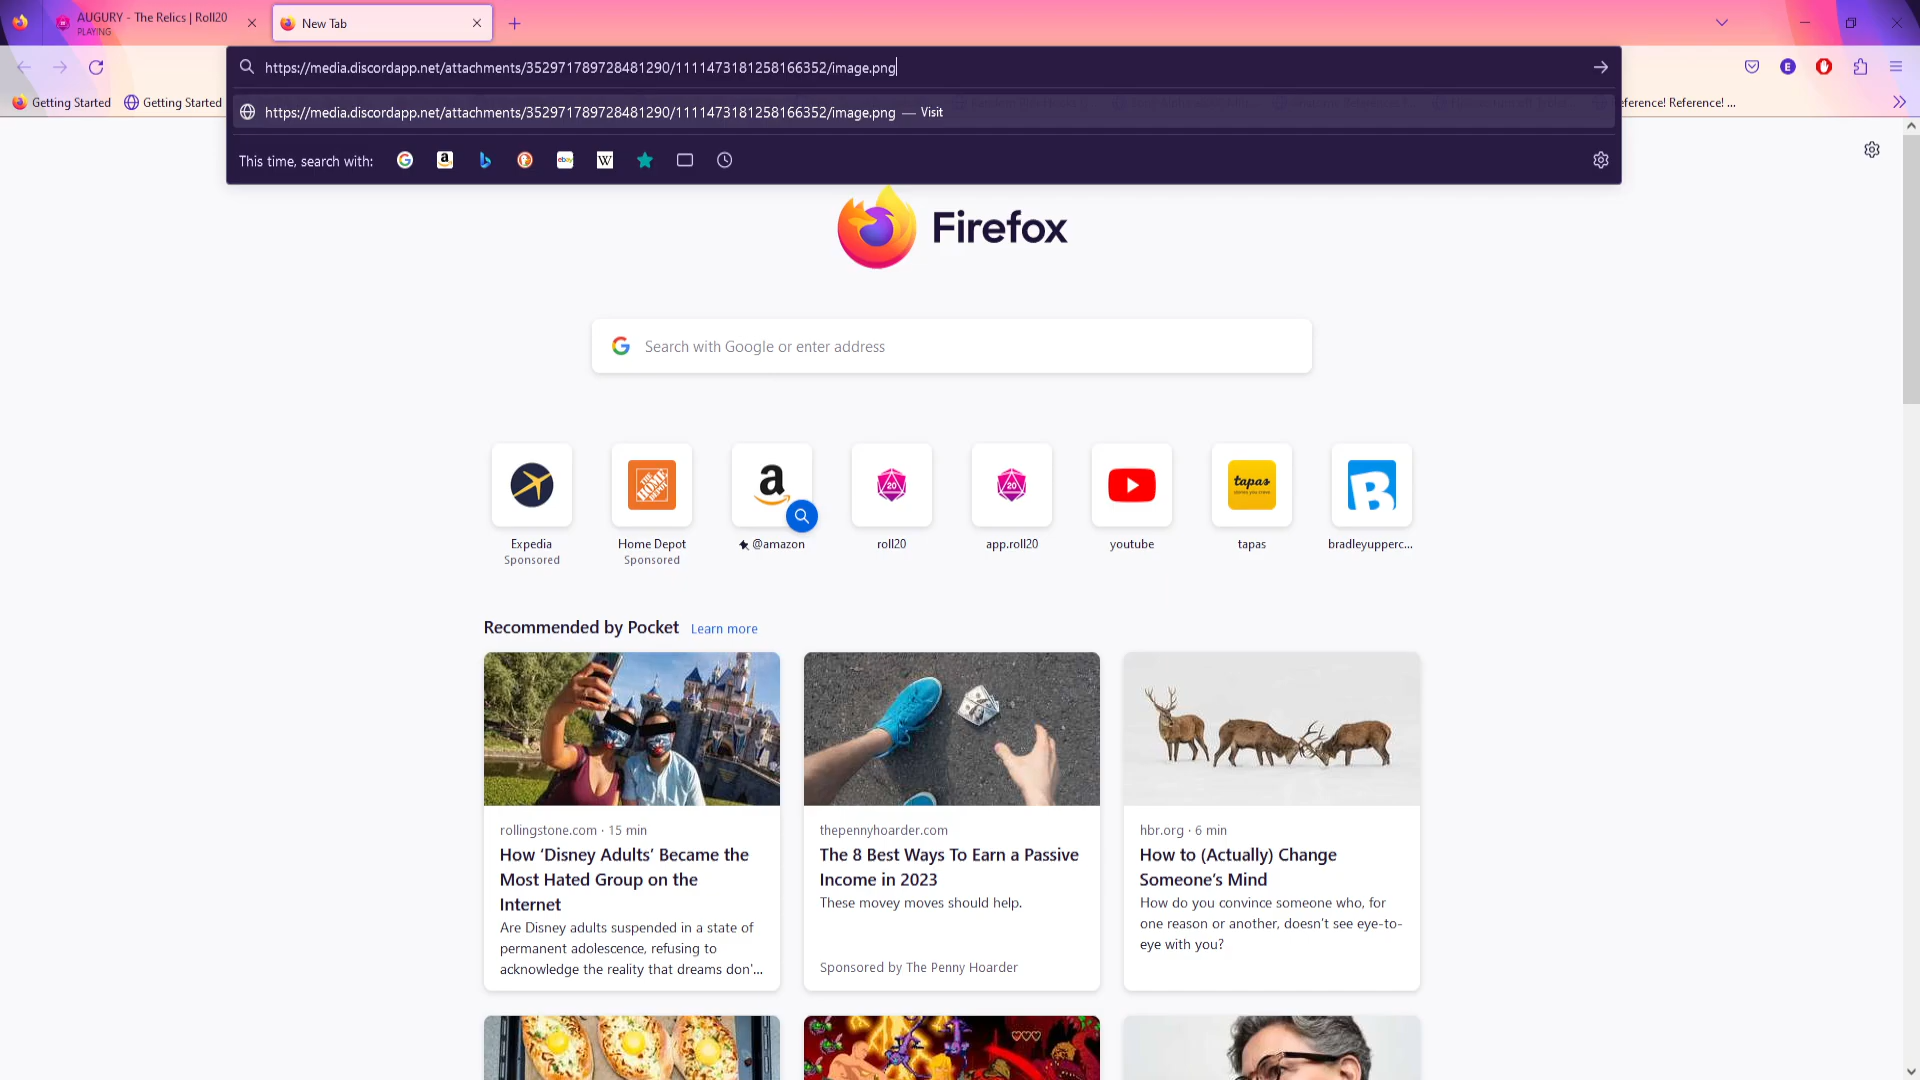 AUGURY - The Relics | Roll20
PLAYING
New Tab
https://media.discordapp.net/attachments/352971789728481290/1111473181258166352/image.png
E
Getting Started
Getting Started
eference! Reference! ...
https://media.discordapp.net/attachments/352971789728481290/1111473181258166352/image.png — Visit
This time, search with:
Firefox
Search with Google or enter address
THE HOME DEPOT
tapas
Expedia
Home Depot
@amazon
roll20
app.roll20
youtube
tapas
bradleyupperc...
Sponsored
Sponsored
Recommended by Pocket Learn more
rollingstone.com · 15 min
How ‘Disney Adults’ Became the
Most Hated Group on the
Internet
Are Disney adults suspended in a state of
permanent adolescence, refusing to
acknowledge the reality that dreams don’...
thepennyhoarder.com
The 8 Best Ways To Earn a Passive
Income in 2023
These movey moves should help.
Sponsored by The Penny Hoarder
hbr.org · 6 min
How to (Actually) Change
Someone’s Mind
How do you convince someone who, for
one reason or another, doesn’t see eye-to-
eye with you?